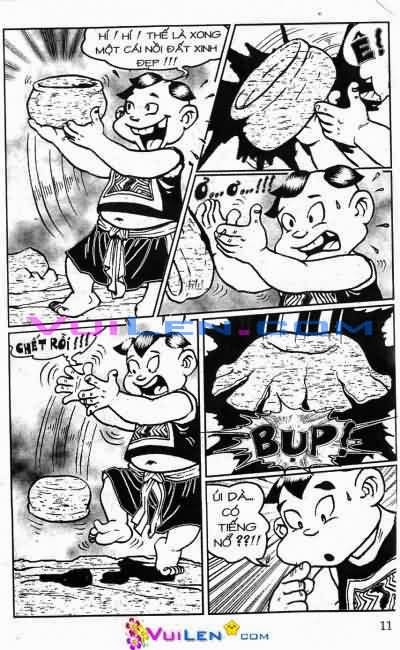 HÍ! HÍ! THẾ LÀ XONG
MỘT CÁI NỒI ĐẤT XINH
ĐẸP!!!
Ê!
Ơ...Ơ...!!!
VUILEN.COM
CHẾT RỒI!!!
BỤP!
ÚI DÀ...
CÓ
TIẾNG
NỔ??!!
11
VUILEN.COM